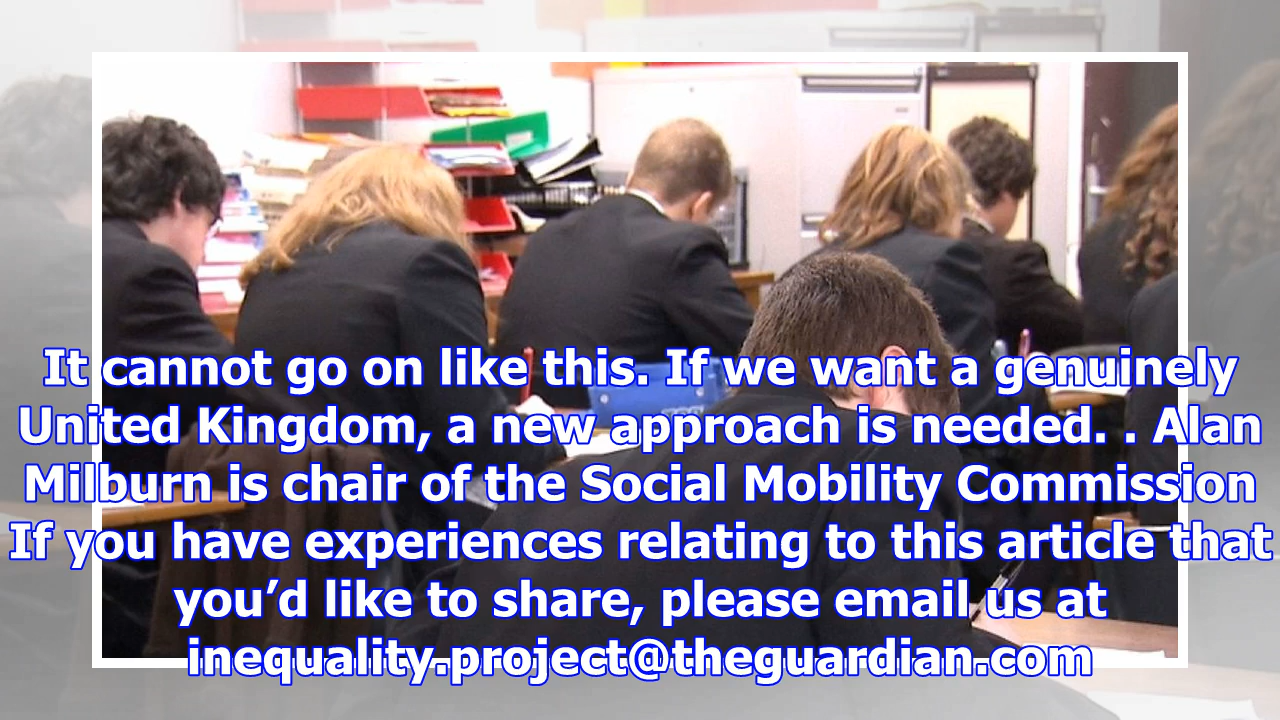 It cannot go on like this. If we want a genuinely
United Kingdom, a new approach is needed. . Alan
Milburn is chair of the Social Mobility Commission
If you have experiences relating to this article that
you’d like to share, please email us at
inequality.project@theguardian.com